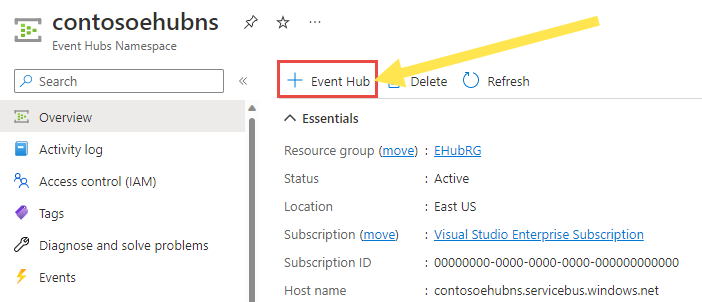 contosoehubns
Event Hubs Namespace
Search
Event Hub Delete Refresh
Overview
Essentials
Activity log
Resource group (move) : EHubRG
Access control (IAM)
Status : Active
Tags
Location : East US
Diagnose and solve problems
Subscription (move) : Visual Studio Enterprise Subscription
Subscription ID : 00000000-0000-0000-0000-000000000000
Events
Host name : contosoehubns.servicebus.windows.net